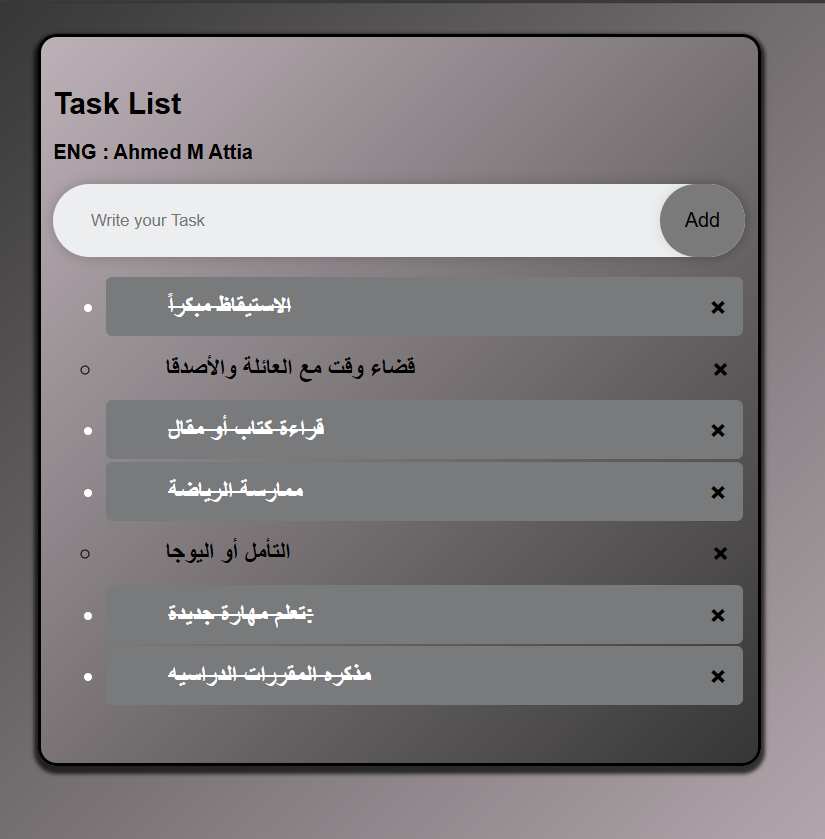 Task List
ENG : Ahmed M Attia
Write your Task
Add
الاستيقاظ مبكراً
×
قضاء وقت مع العائلة والأصدقا
×
قراءة كتاب أو مقال
×
ممارسة الرياضة
×
التأمل أو اليوجا
×
تعلم مهارة جديدة:
×
مذكره المقررات الدراسيه
×